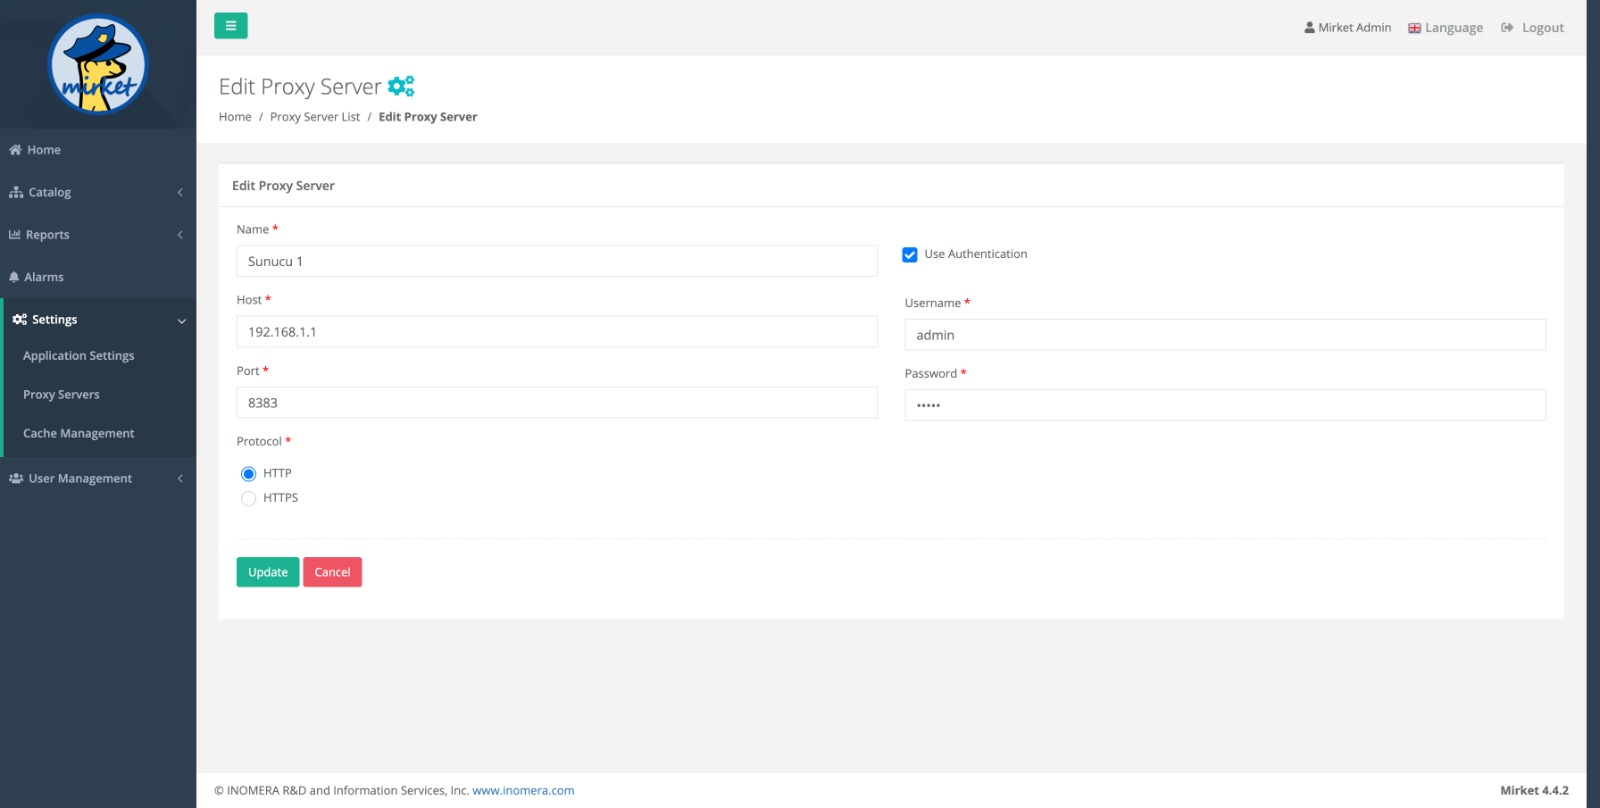 mirket
Mirket Admin
Language
Logout
Edit Proxy Server
Home / Proxy Server List / Edit Proxy Server
Home
Catalog
Reports
Alarms
Settings
Application Settings
Proxy Servers
Cache Management
User Management
Edit Proxy Server
Name *
Sunucu 1
Host *
192.168.1.1
Port *
8383
Protocol *
HTTP
HTTPS
Use Authentication
Username *
admin
Password *
•••••
Update
Cancel
© INOMERA R&D and Information Services, Inc. www.inomera.com
Mirket 4.4.2